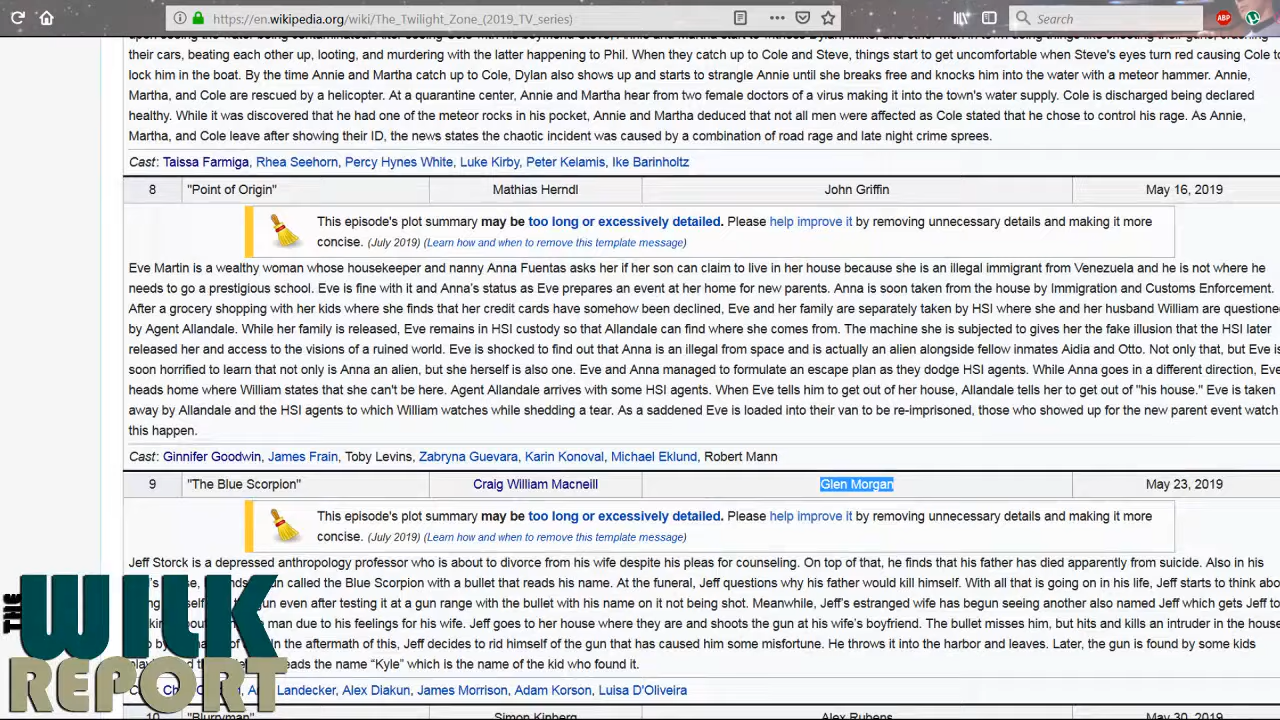 https://en.wikipedia.org/wiki/The_Twilight_Zone_(2019_TV_series)
Search
ABP
their cars, beating each other up, looting, and murdering with the latter happening to Phil. When they catch up to Cole and Steve, things start to get uncomfortable when Steve's eyes turn red causing Cole to
lock him in the boat. By the time Annie and Martha catch up to Cole, Dylan also shows up and starts to strangle Annie until she breaks free and knocks him into the water with a meteor hammer. Annie,
Martha, and Cole are rescued by a helicopter. At a quarantine center, Annie and Martha hear from two female doctors of a virus making it into the town's water supply. Cole is discharged being declared
healthy. While it was discovered that he had one of the meteor rocks in his pocket, Annie and Martha deduced that not all men were affected as Cole stated that he chose to control his rage. As Annie,
Martha, and Cole leave after showing their ID, the news states the chaotic incident was caused by a combination of road rage and late night crime sprees.
Cast: Taissa Farmiga, Rhea Seehorn, Percy Hynes White, Luke Kirby, Peter Kelamis, Ike Barinholtz
8 "Point of Origin" Mathias Herndl John Griffin May 16, 2019
This episode's plot summary may be too long or excessively detailed. Please help improve it by removing unnecessary details and making it more
concise. (July 2019) (Learn how and when to remove this template message)
Eve Martin is a wealthy woman whose housekeeper and nanny Anna Fuentas asks her if her son can claim to live in her house because she is an illegal immigrant from Venezuela and he is not where he
needs to go a prestigious school. Eve is fine with it and Anna's status as Eve prepares an event at her home for new parents. Anna is soon taken from the house by Immigration and Customs Enforcement.
After a grocery shopping with her kids where she finds that her credit cards have somehow been declined, Eve and her family are separately taken by HSI where she and her husband William are questione
by Agent Allandale. While her family is released, Eve remains in HSI custody so that Allandale can find where she comes from. The machine she is subjected to gives her the fake illusion that the HSI later
released her and access to the visions of a ruined world. Eve is shocked to find out that Anna is an illegal from space and is actually an alien alongside fellow inmates Aidia and Otto. Not only that, but Eve is
soon horrified to learn that not only is Anna an alien, but she herself is also one. Eve and Anna managed to formulate an escape plan as they dodge HSI agents. While Anna goes in a different direction, Eve
heads home where William states that she can't be here. Agent Allandale arrives with some HSI agents. When Eve tells him to get out of her house, Allandale tells her to get out of "his house." Eve is taken
away by Allandale and the HSI agents to which William watches while shedding a tear. As a saddened Eve is loaded into their van to be re-imprisoned, those who showed up for the new parent event watch
this happen.
Cast: Ginnifer Goodwin, James Frain, Toby Levins, Zabryna Guevara, Karin Konoval, Michael Eklund, Robert Mann
9 "The Blue Scorpion" Craig William Macneill Glen Morgan May 23, 2019
This episode's plot summary may be too long or excessively detailed. Please help improve it by removing unnecessary details and making it more
concise. (July 2019) (Learn how and when to remove this template message)
Jeff Storck is a depressed anthropology professor who is about to divorce from his wife despite his pleas for counseling. On top of that, he finds that his father has died apparently from suicide. Also in his
called the Blue Scorpion with a bullet that reads his name. At the funeral, Jeff questions why his father would kill himself. With all that is going on in his life, Jeff starts to think abo
gun even after testing it at a gun range with the bullet with his name on it not being shot. Meanwhile, Jeff's estranged wife has begun seeing another also named Jeff which gets Jeff to
man due to his feelings for his wife. Jeff goes to her house where they are and shoots the gun at his wife's boyfriend. The bullet misses him, but hits and kills an intruder in the house
In the aftermath of this, Jeff decides to rid himself of the gun that has caused him some misfortune. He throws it into the harbor and leaves. Later, the gun is found by some kids
reads the name “Kyle” which is the name of the kid who found it.
Landecker, Alex Diakun, James Morrison, Adam Korson, Luisa D'Oliveira
10 "Blurryman" Simon Kinberg Alex Rubens May 30, 2019
THE WILK REPORT